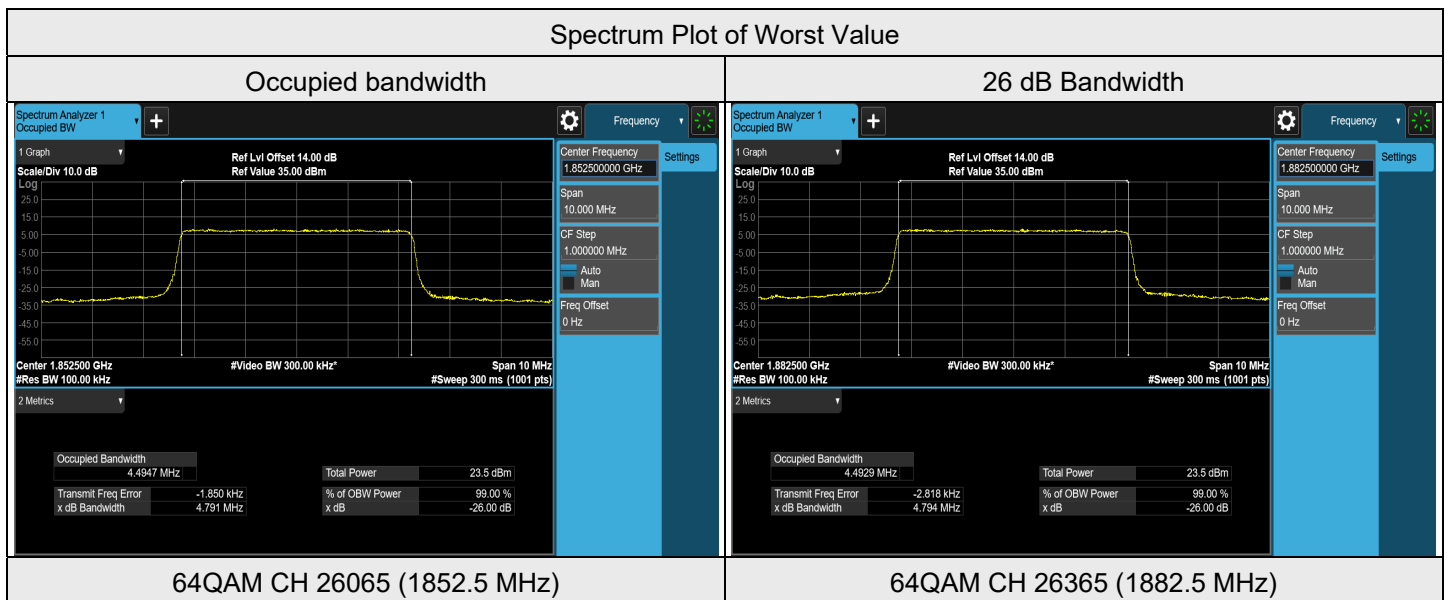 Spectrum Plot of Worst Value
Occupied bandwidth
26 dB Bandwidth
Spectrum Analyzer 1
Occupied BW
+
Frequency
1 Graph
Scale/Div 10.0 dB
Ref Lvl Offset 14.00 dB
Ref Value 35.00 dBm
Log
25.0
15.0
5.00
-5.00
-15.0
-25.0
-35.0
-45.0
-55.0
Center 1.852500 GHz
#Res BW 100.00 kHz
#Video BW 300.00 kHz*
Span 10 MHz
#Sweep 300 ms (1001 pts)
Center Frequency
1.852500000 GHz
Settings
Span
10.000 MHz
CF Step
1.000000 MHz
Auto
Man
Freq Offset
0 Hz
2 Metrics
Occupied Bandwidth
4.4947 MHz
Total Power 23.5 dBm
Transmit Freq Error -1.850 kHz % of OBW Power 99.00 %
x dB Bandwidth 4.791 MHz x dB -26.00 dB
Spectrum Analyzer 1
Occupied BW
+
Frequency
1 Graph
Scale/Div 10.0 dB
Ref Lvl Offset 14.00 dB
Ref Value 35.00 dBm
Log
25.0
15.0
5.00
-5.00
-15.0
-25.0
-35.0
-45.0
-55.0
Center 1.882500 GHz
#Res BW 100.00 kHz
#Video BW 300.00 kHz*
Span 10 MHz
#Sweep 300 ms (1001 pts)
Center Frequency
1.882500000 GHz
Settings
Span
10.000 MHz
CF Step
1.000000 MHz
Auto
Man
Freq Offset
0 Hz
2 Metrics
Occupied Bandwidth
4.4929 MHz
Total Power 23.5 dBm
Transmit Freq Error -2.818 kHz % of OBW Power 99.00 %
x dB Bandwidth 4.794 MHz x dB -26.00 dB
64QAM CH 26065 (1852.5 MHz)
64QAM CH 26365 (1882.5 MHz)